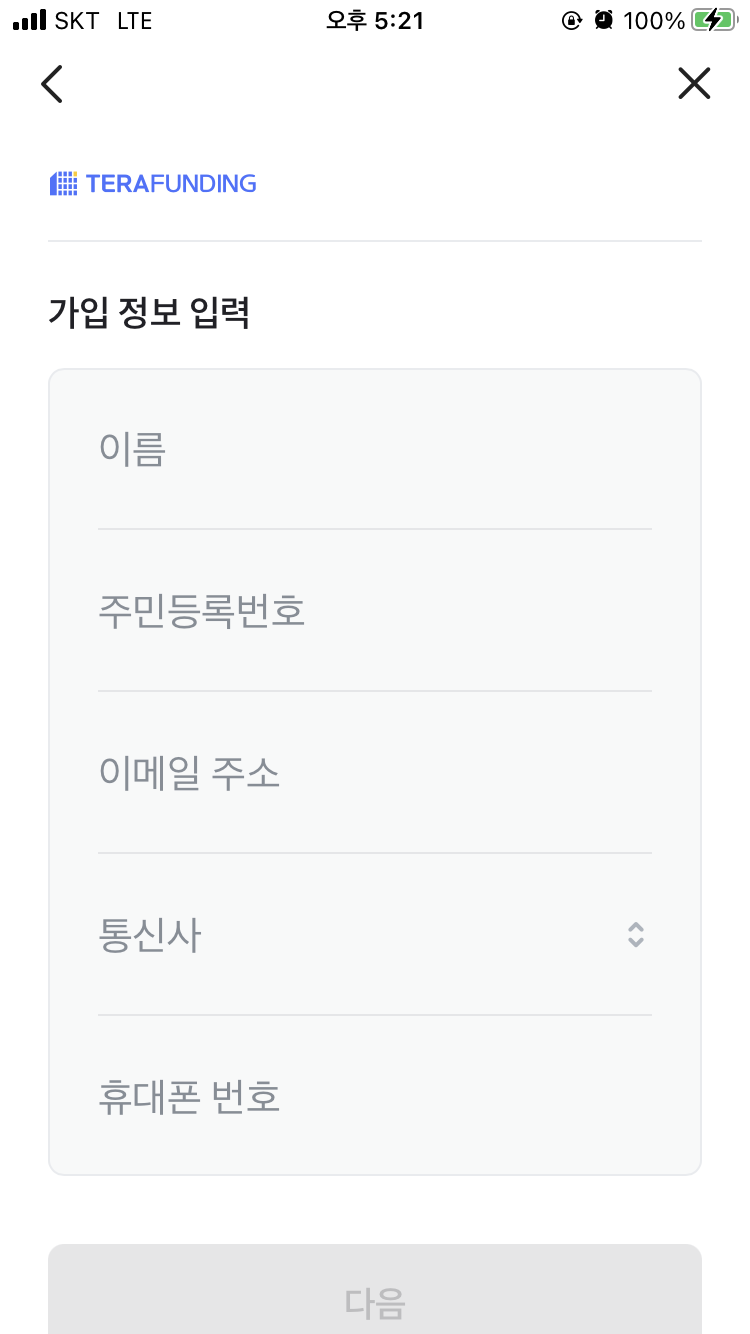 SKT LTE 오후 5:21 100%
TERAFUNDING
가입 정보 입력
이름
주민등록번호
이메일 주소
통신사
휴대폰 번호
다음